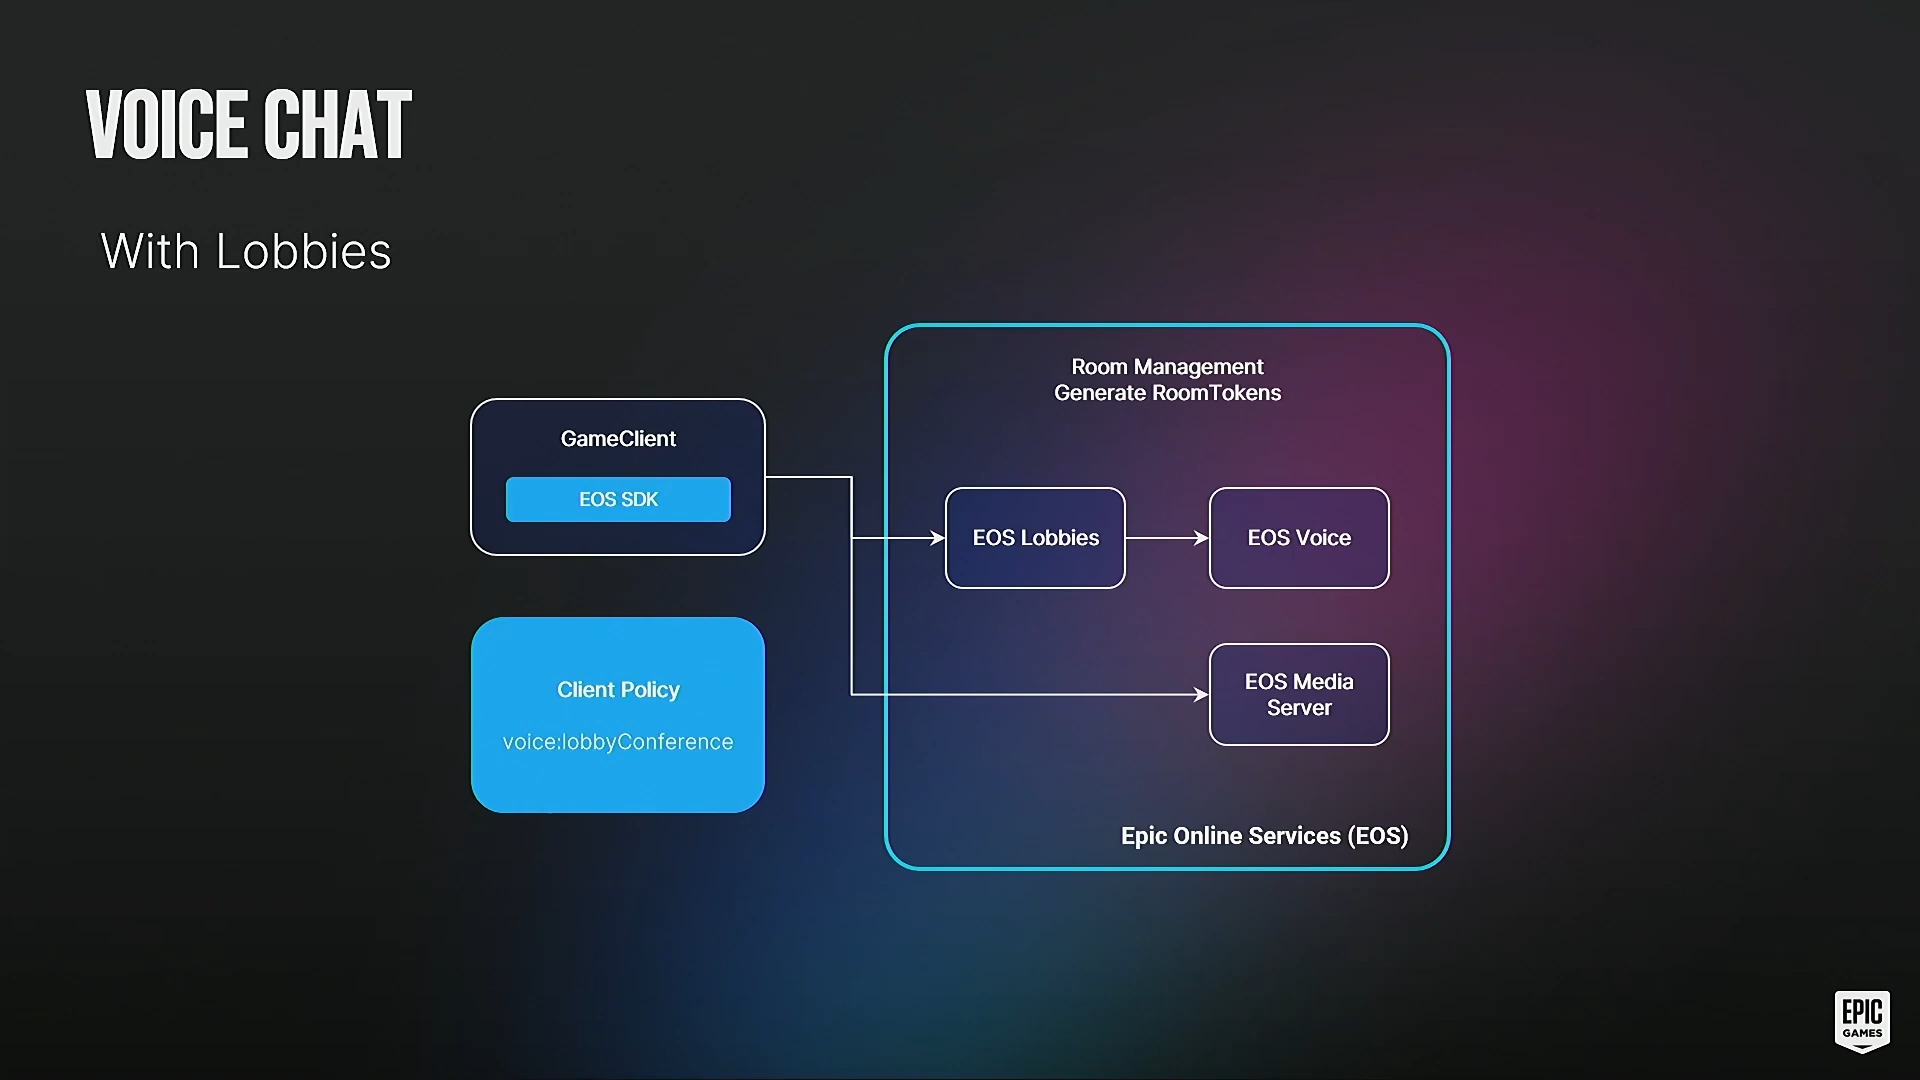 VOICE CHAT
With Lobbies
Room Management
Generate RoomTokens
GameClient
EOS SDK
EOS Lobbies
EOS Voice
Client Policy
voice:lobbyConference
EOS Media
Server
Epic Online Services (EOS)
EPIC
GAMES